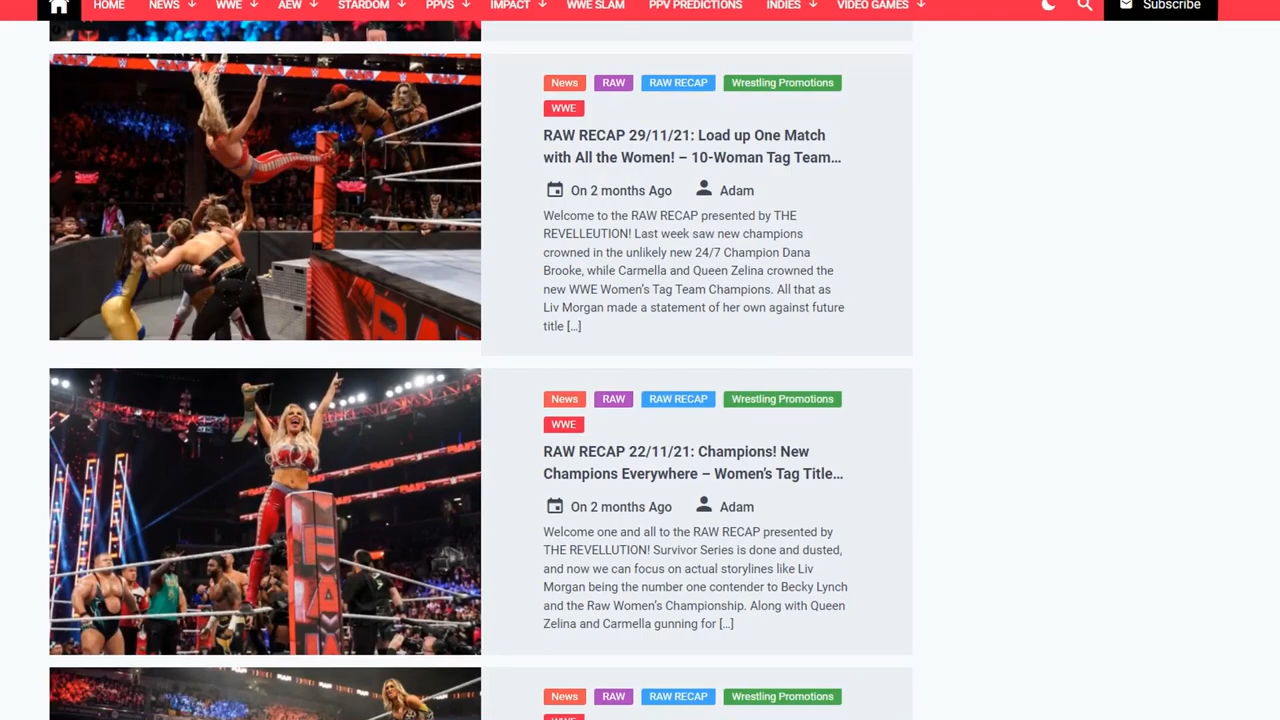 HOME NEWS WWE AEW STARDOM PPVS IMPACT WWE SLAM PPV PREDICTIONS INDIES VIDEO GAMES Subscribe
News RAW RAW RECAP Wrestling Promotions
WWE
RAW RECAP 29/11/21: Load up One Match
with All the Women! – 10-Woman Tag Team...
On 2 months Ago Adam
Welcome to the RAW RECAP presented by THE
REVELLEUTION! Last week saw new champions
crowned in the unlikely new 24/7 Champion Dana
Brooke, while Carmella and Queen Zelina crowned the
new WWE Women's Tag Team Champions. All that as
Liv Morgan made a statement of her own against future
title [...]
News RAW RAW RECAP Wrestling Promotions
WWE
RAW RECAP 22/11/21: Champions! New
Champions Everywhere – Women's Tag Title...
On 2 months Ago Adam
Welcome one and all to the RAW RECAP presented by
THE REVELLUTION! Survivor Series is done and dusted,
and now we can focus on actual storylines like Liv
Morgan being the number one contender to Becky Lynch
and the Raw Women's Championship. Along with Queen
Zelina and Carmella gunning for [...]
News RAW RAW RECAP Wrestling Promotions
WWE